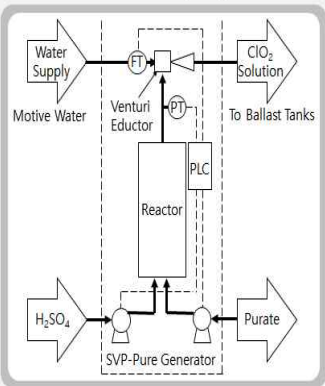 Water
Supply
FT
ClO₂
Solution
Motive Water
Venturi
Eductor
PT
To Ballast Tanks
PLC
Reactor
H₂SO₄
Purate
SVP-Pure Generator